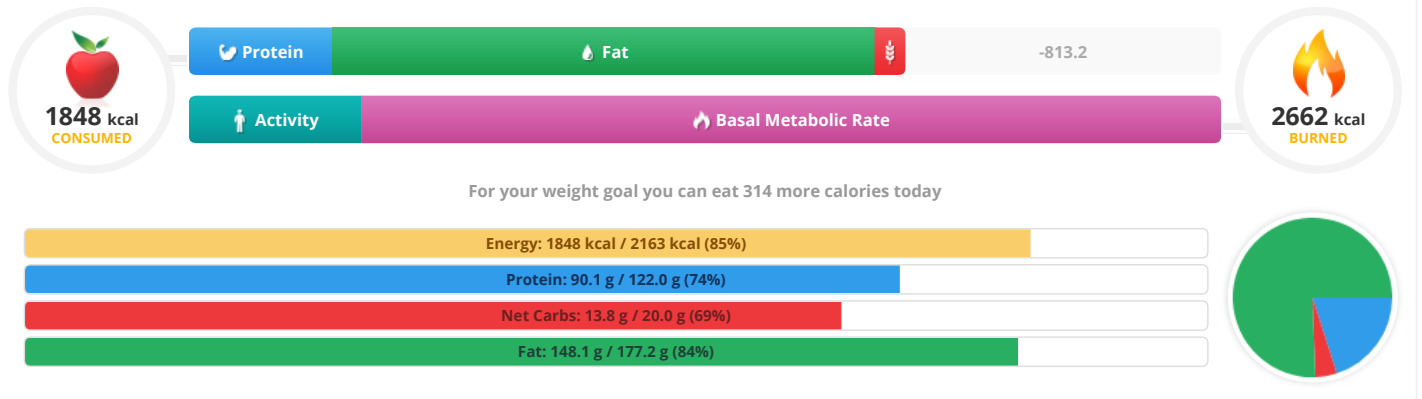 1848 kcal
CONSUMED
Protein
Fat
-813.2
2662 kcal
BURNED
Activity
Basal Metabolic Rate
For your weight goal you can eat 314 more calories today
Energy: 1848 kcal / 2163 kcal (85%)
Protein: 90.1 g / 122.0 g (74%)
Net Carbs: 13.8 g / 20.0 g (69%)
Fat: 148.1 g / 177.2 g (84%)